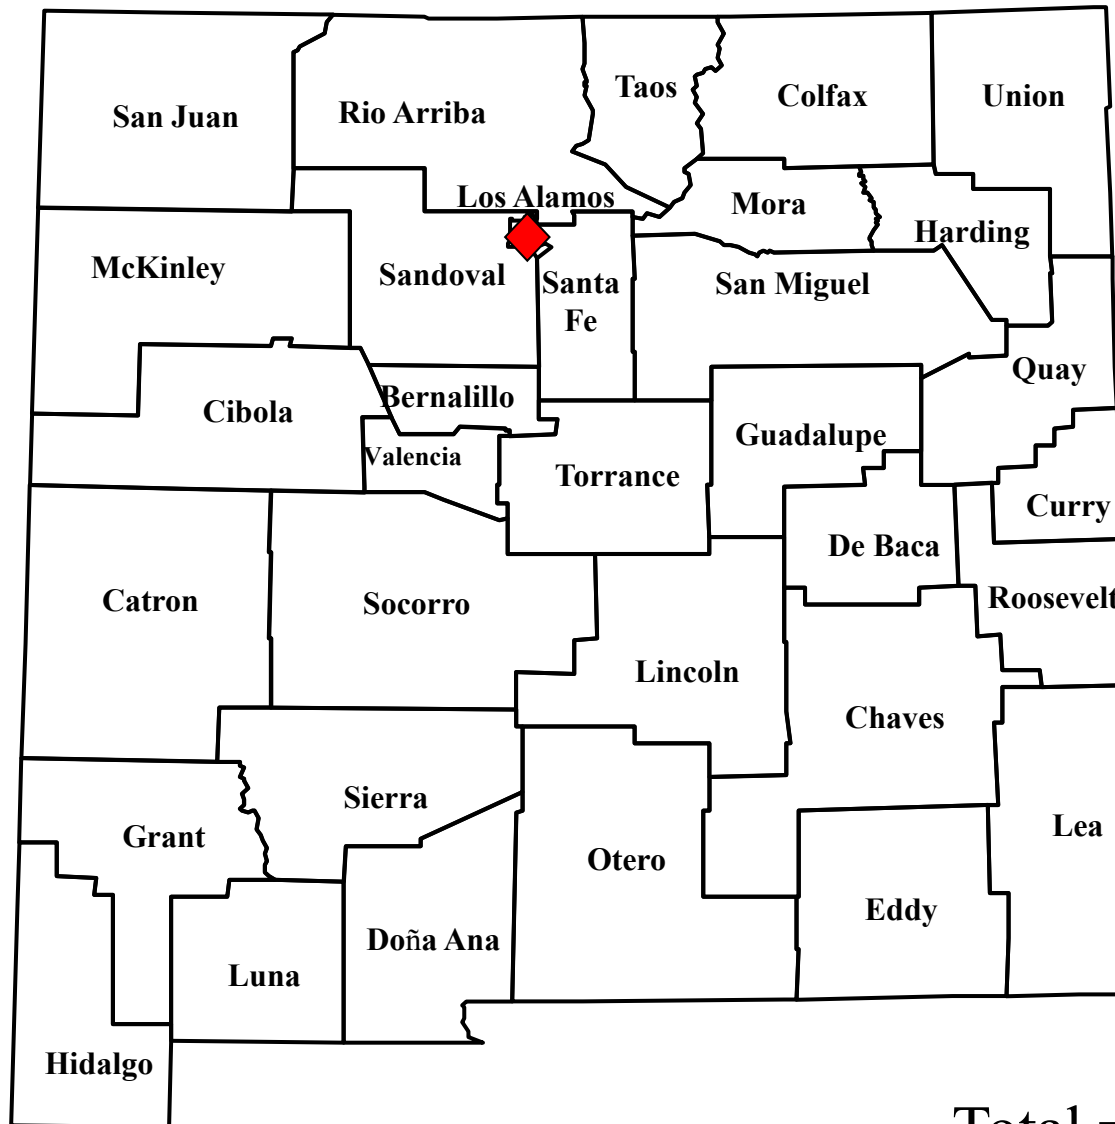 San Juan
Rio Arriba
Taos
Colfax
Union
Los Alamos
Mora
Harding
McKinley
Sandoval
Santa
Fe
San Miguel
Quay
Cibola
Bernalillo
Guadalupe
Valencia
Torrance
Curry
De Baca
Catron
Socorro
Roosevelt
Lincoln
Chaves
Sierra
Grant
Otero
Lea
Eddy
Doña Ana
Luna
Hidalgo
Total